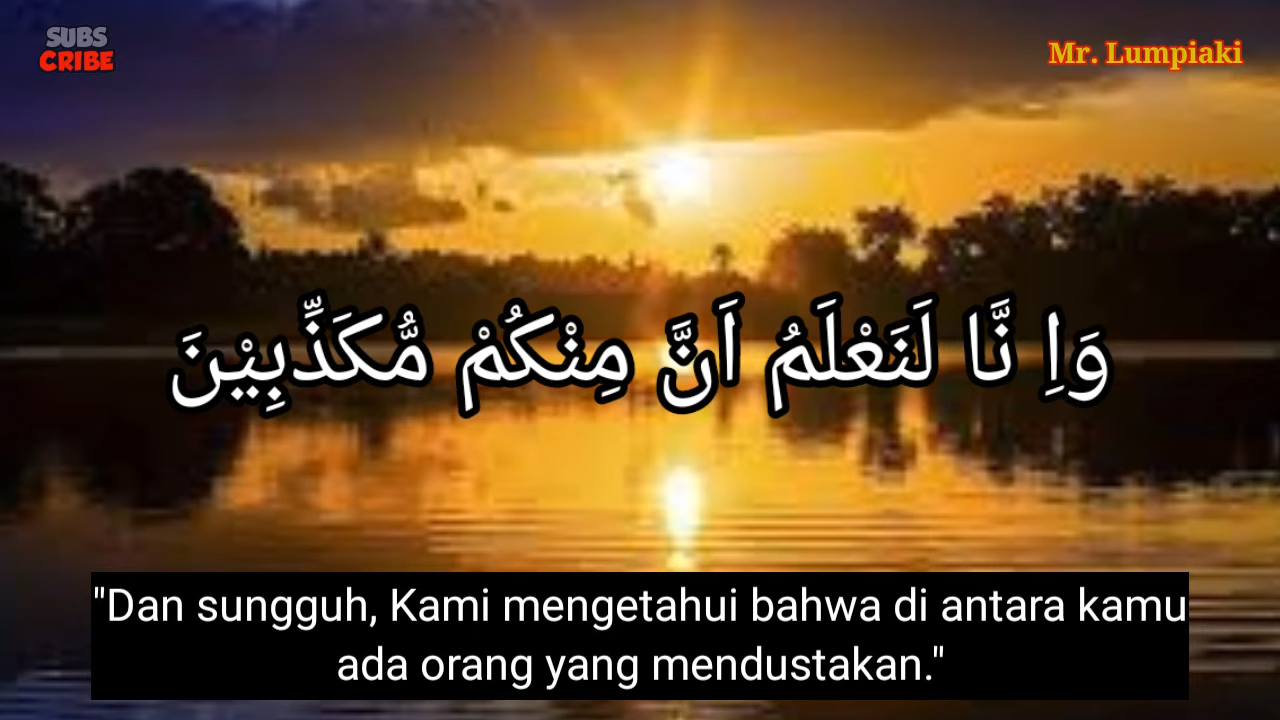 SUBS
CRIBE
Mr. Lumpiaki
وَاِ نَّا لَنَعْلَمُ اَنَّ مِنْكُمْ مُّكَذِّبِيْنَ
"Dan sungguh, Kami mengetahui bahwa di antara kamu
ada orang yang mendustakan."